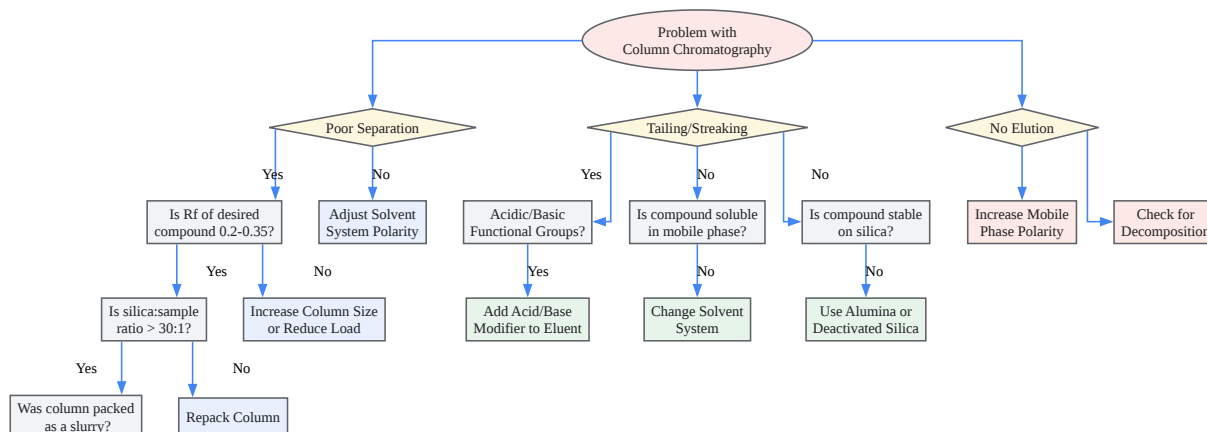 Problem with
Column Chromatography
Poor Separation
Tailing/Streaking
No Elution
Yes
No
Yes
No
No
Is Rf of desired
compound 0.2-0.35?
Adjust Solvent
System Polarity
Acidic/Basic
Functional Groups?
Is compound soluble
in mobile phase?
Is compound stable
on silica?
Increase Mobile
Phase Polarity
Check for
Decomposition
Yes
No
Yes
No
No
Is silica:sample
ratio > 30:1?
Increase Column Size
or Reduce Load
Add Acid/Base
Modifier to Eluent
Change Solvent
System
Use Alumina or
Deactivated Silica
Yes
No
Was column packed
as a slurry?
Repack Column